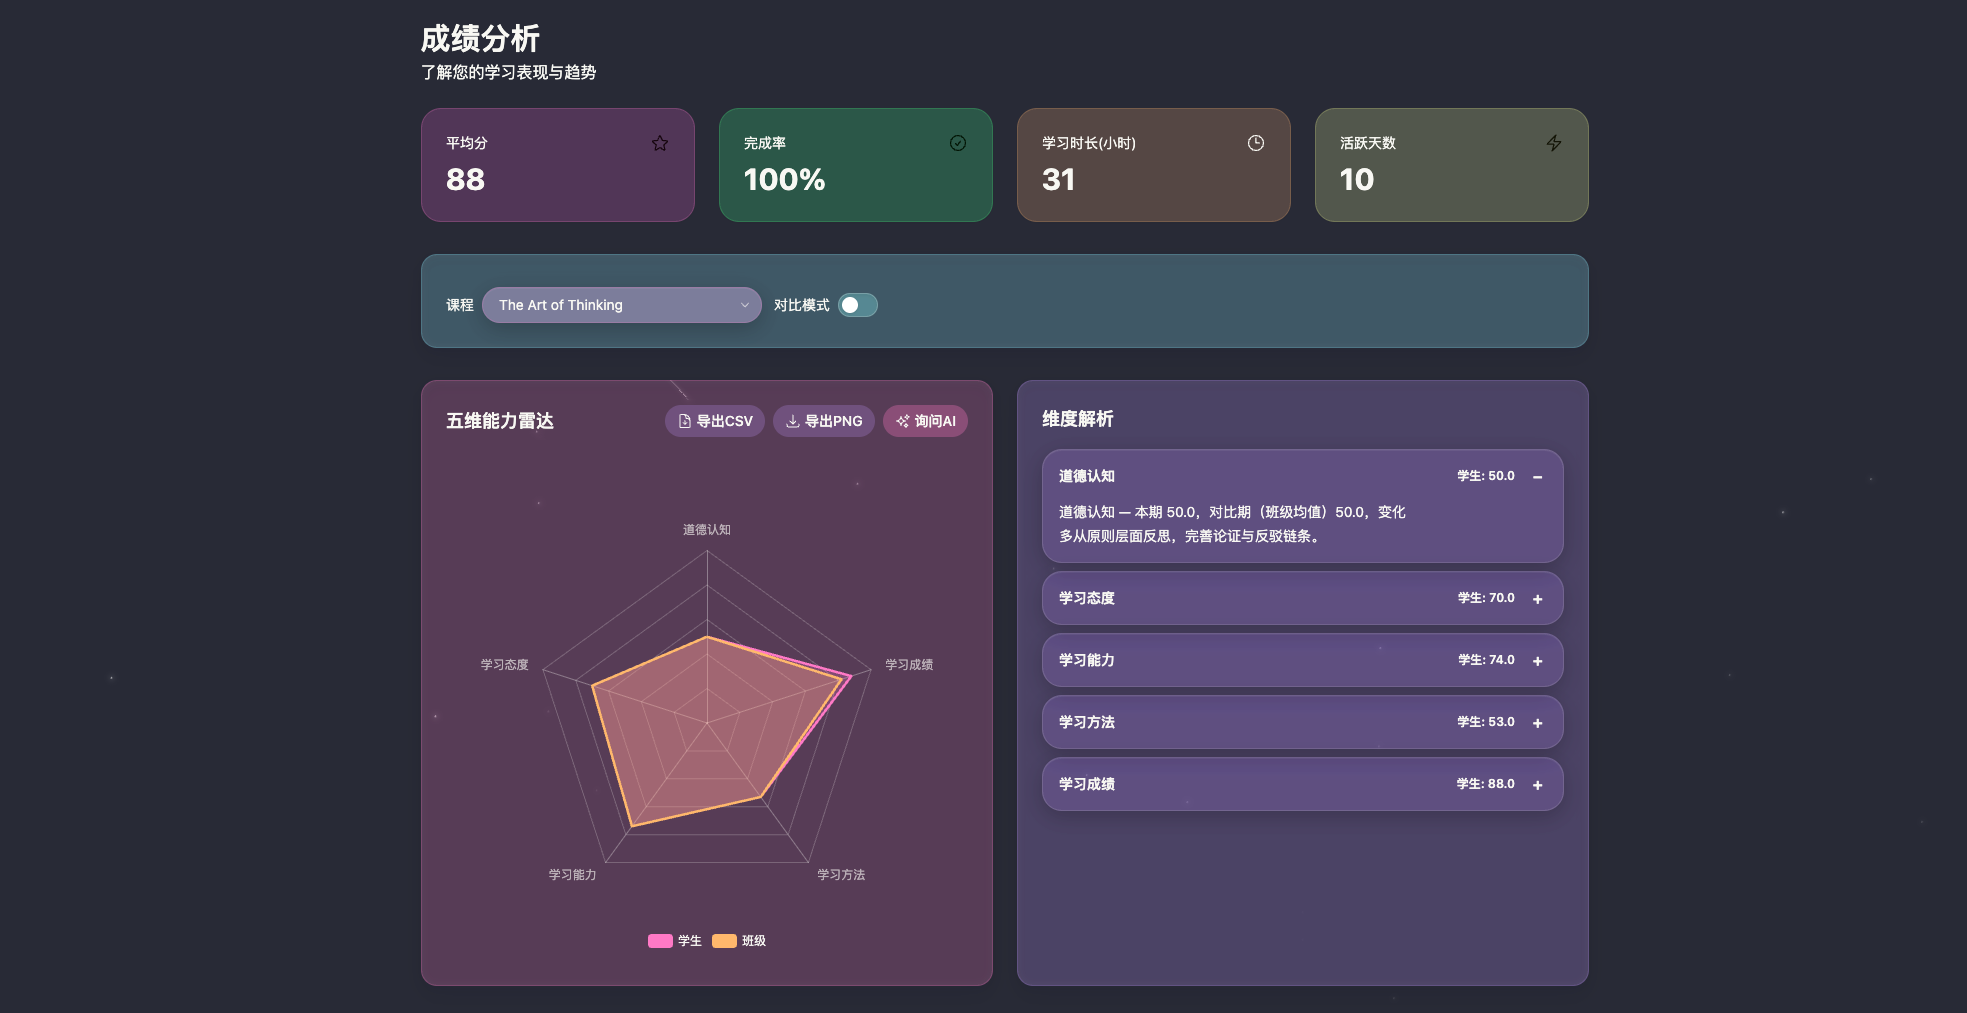 成绩分析
了解您的学习表现与趋势
平均分
88
完成率
100%
学习时长(小时)
31
活跃天数
10
课程
The Art of Thinking
对比模式
五维能力雷达
导出CSV
导出PNG
询问AI
道德认知
学习成绩
学习方法
学习能力
学习态度
学生
班级
维度解析
道德认知 学生: 50.0 −
道德认知 — 本期 50.0，对比期（班级均值）50.0，变化
多从原则层面反思，完善论证与反驳链条。
学习态度 学生: 70.0 +
学习能力 学生: 74.0 +
学习方法 学生: 53.0 +
学习成绩 学生: 88.0 +